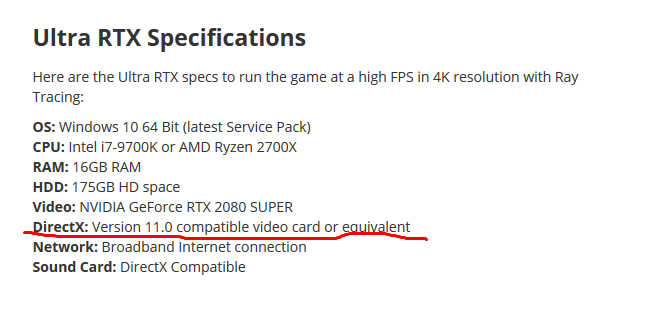 Ultra RTX Specifications
Here are the Ultra RTX specs to run the game at a high FPS in 4K resolution with Ray
Tracing:
OS: Windows 10 64 Bit (latest Service Pack)
CPU: Intel i7-9700K or AMD Ryzen 2700X
RAM: 16GB RAM
HDD: 175GB HD space
Video: NVIDIA GeForce RTX 2080 SUPER
DirectX: Version 11.0 compatible video card or equivalent
Network: Broadband Internet connection
Sound Card: DirectX Compatible